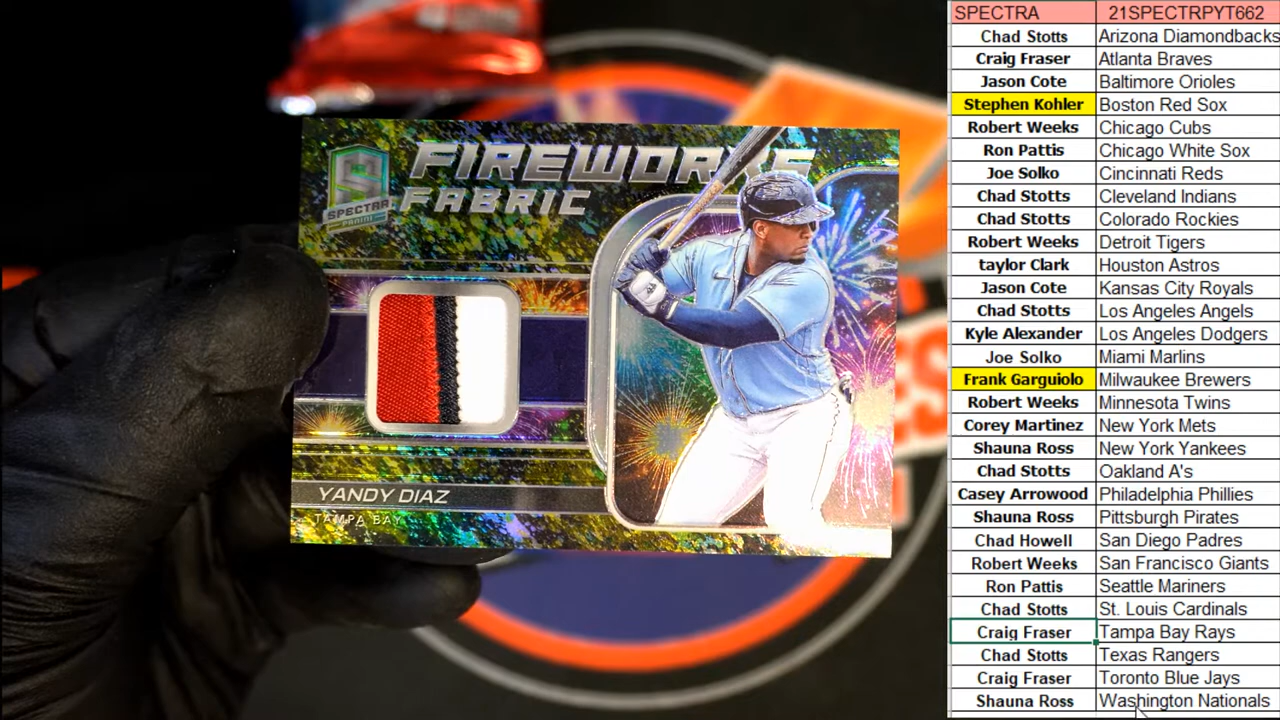 FIREWORKS
FABRIC
S
SPECTRA
PANINI
YANDY DIAZ
TAMPA BAY
SPECTRA 21SPECTRPYT662
Chad Stotts Arizona Diamondbacks
Craig Fraser Atlanta Braves
Jason Cote Baltimore Orioles
Stephen Kohler Boston Red Sox
Robert Weeks Chicago Cubs
Ron Pattis Chicago White Sox
Joe Solko Cincinnati Reds
Chad Stotts Cleveland Indians
Chad Stotts Colorado Rockies
Robert Weeks Detroit Tigers
taylor Clark Houston Astros
Jason Cote Kansas City Royals
Chad Stotts Los Angeles Angels
Kyle Alexander Los Angeles Dodgers
Joe Solko Miami Marlins
Frank Garguiolo Milwaukee Brewers
Robert Weeks Minnesota Twins
Corey Martinez New York Mets
Shauna Ross New York Yankees
Chad Stotts Oakland A's
Casey Arrowood Philadelphia Phillies
Shauna Ross Pittsburgh Pirates
Chad Howell San Diego Padres
Robert Weeks San Francisco Giants
Ron Pattis Seattle Mariners
Chad Stotts St. Louis Cardinals
Craig Fraser Tampa Bay Rays
Chad Stotts Texas Rangers
Craig Fraser Toronto Blue Jays
Shauna Ross Washington Nationals